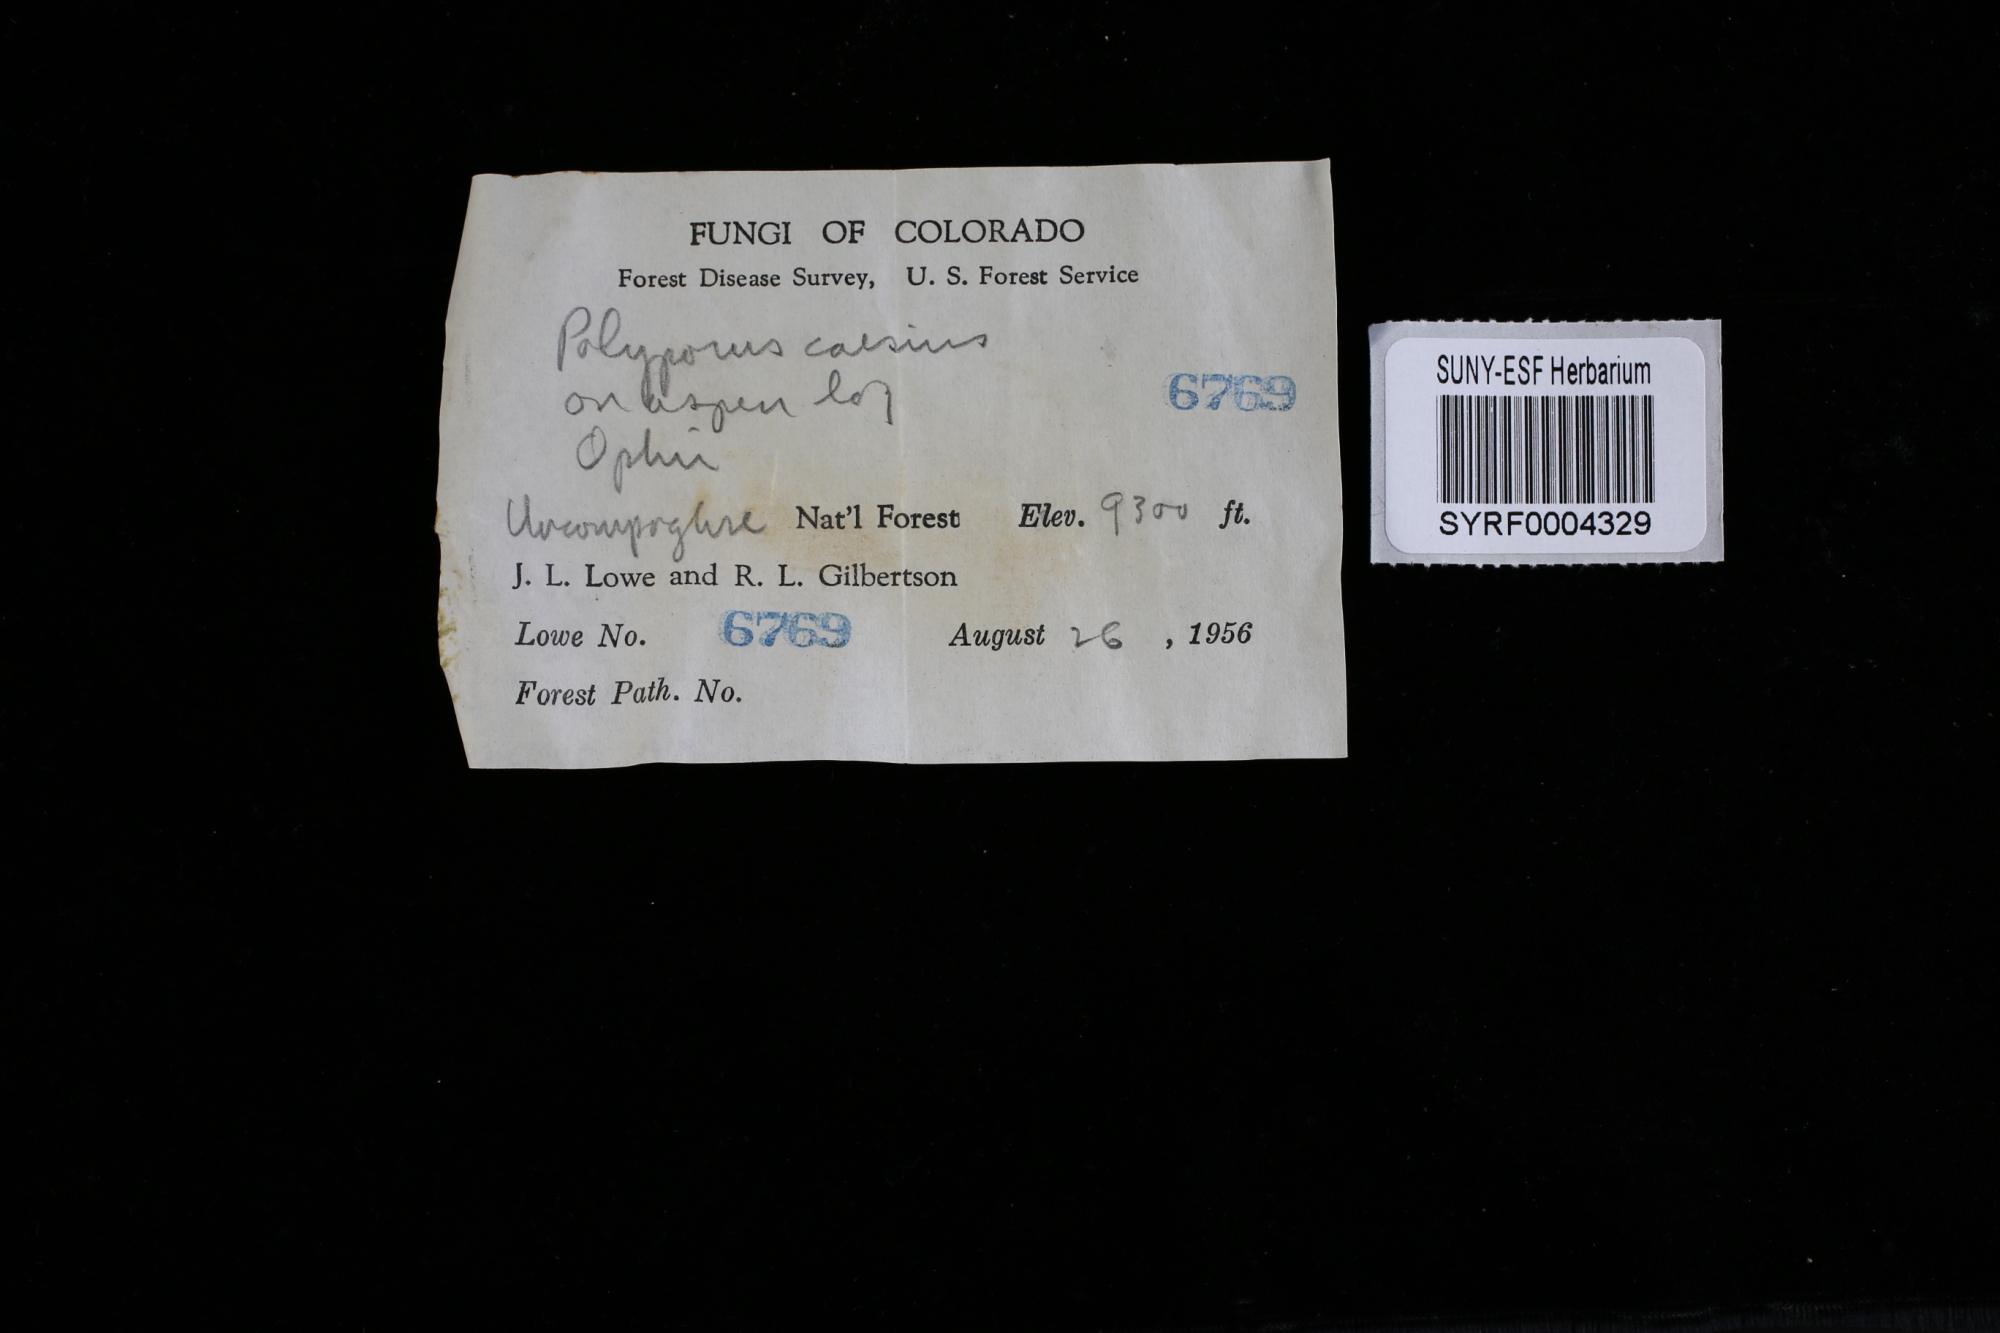 FUNGI OF COLORADO
Forest Disease Survey, U. S. Forest Service
Polyporus caesius
on aspen log
6769
Ophir
Uncompaghre Nat'l Forest Elev. 9300 ft.
J. L. Lowe and R. L. Gilbertson
Lowe No. 6769 August 26, 1956
Forest Path. No.
SUNY-ESF Herbarium
SYRF0004329